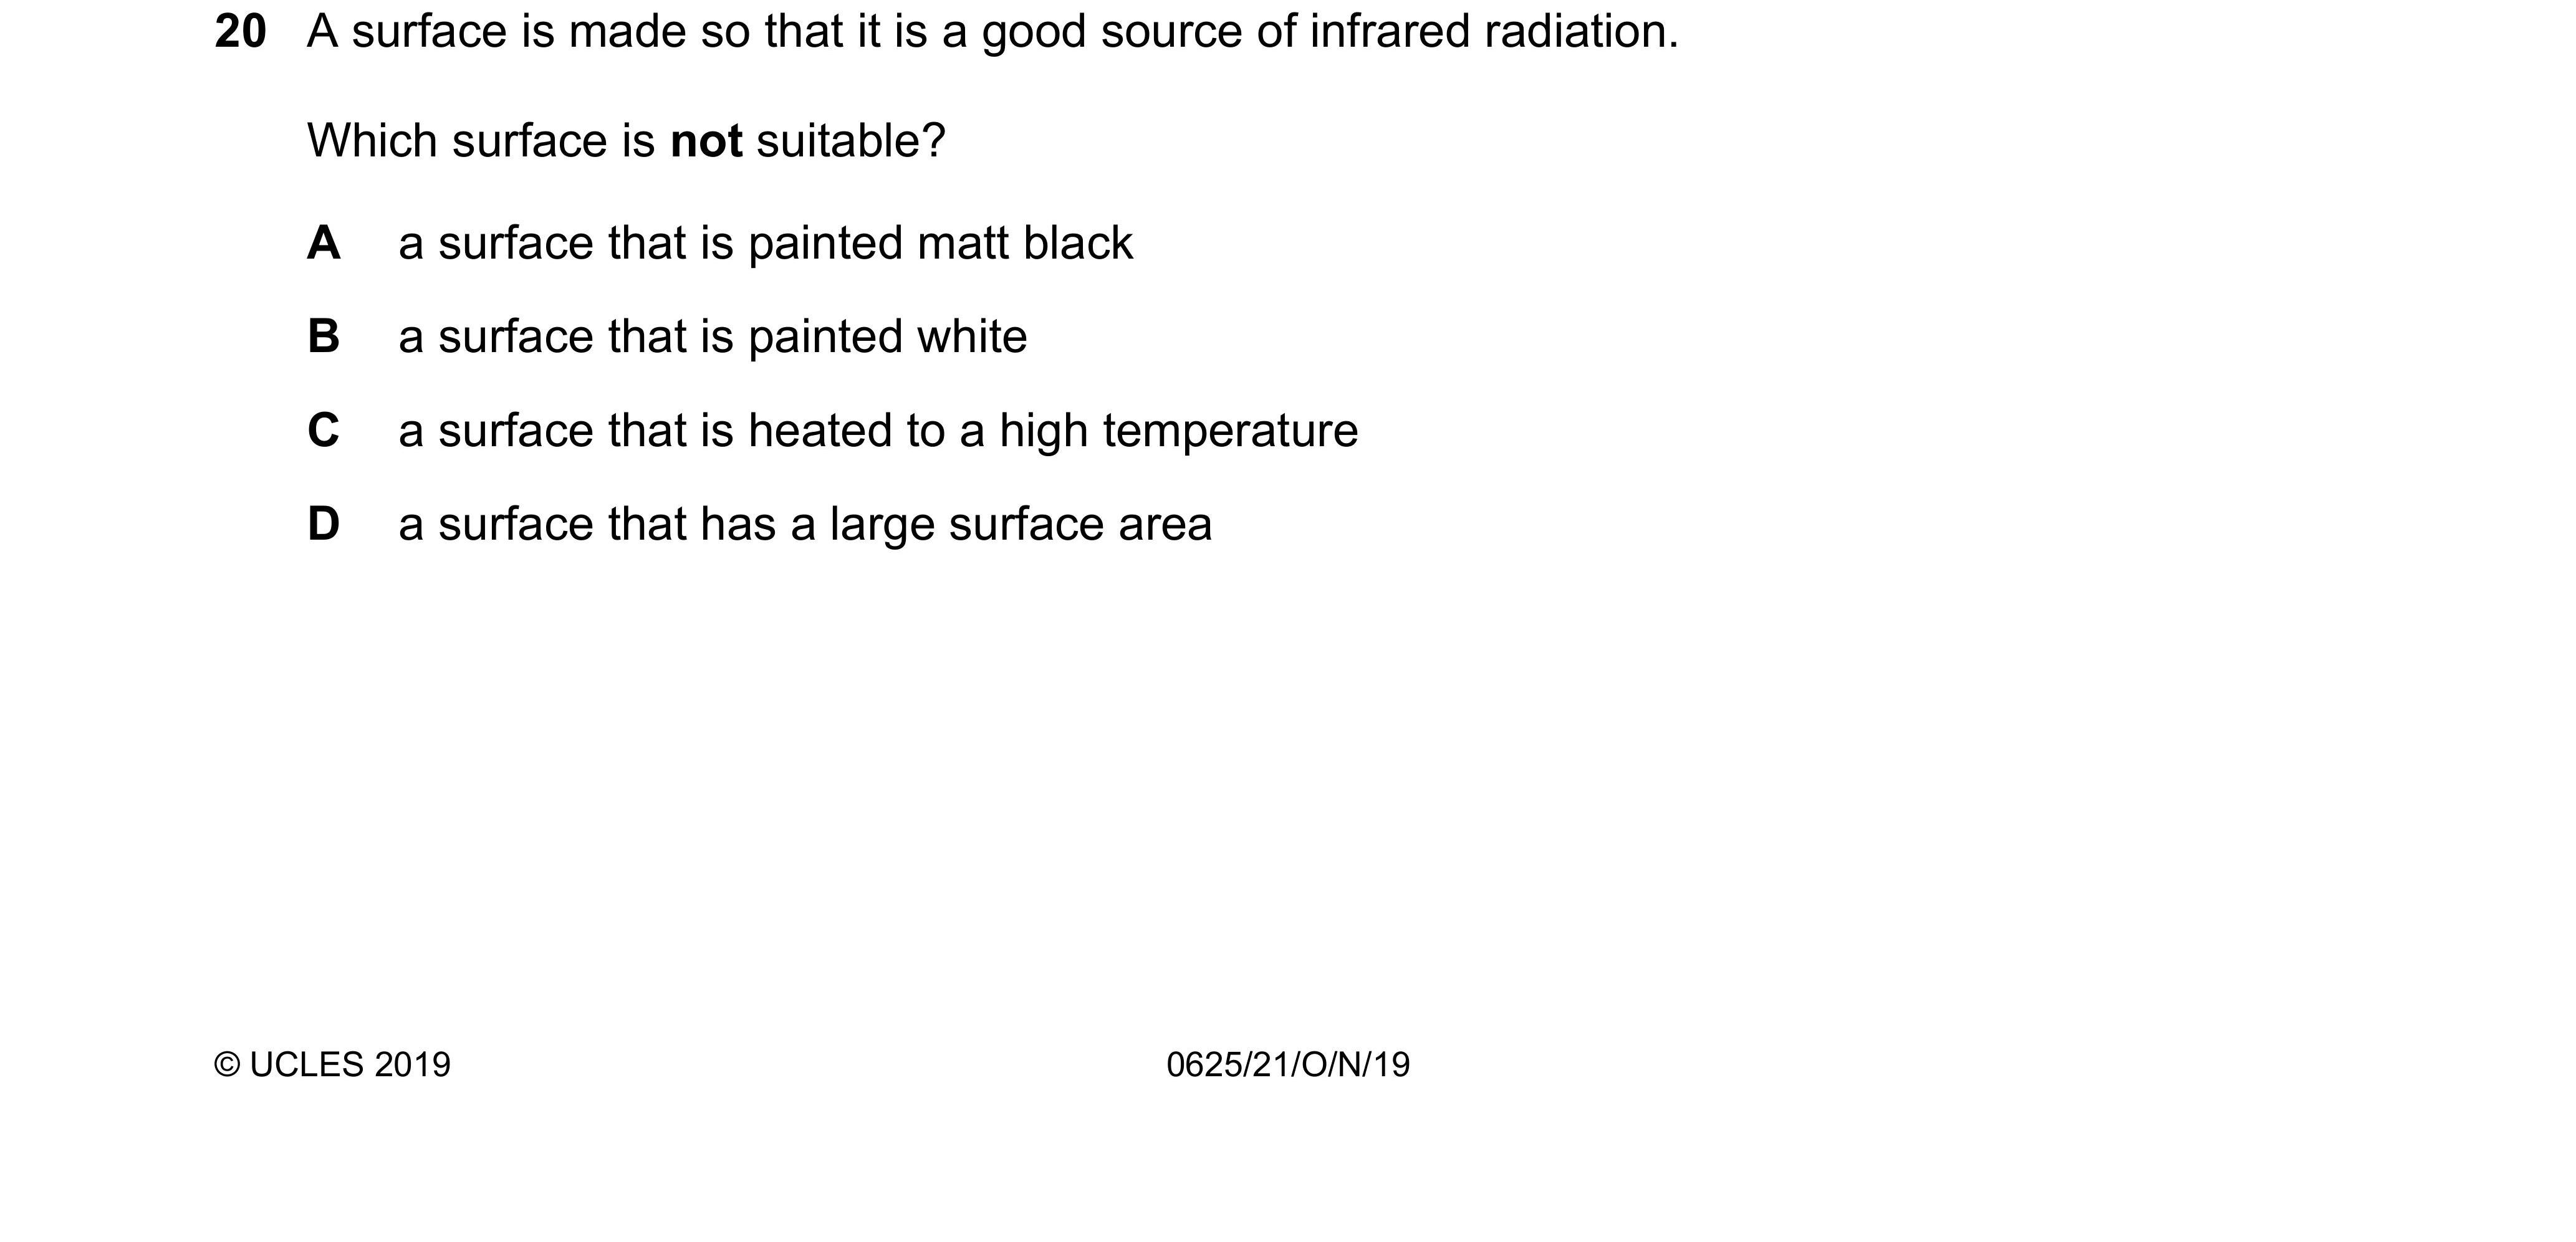 20 A surface is made so that it is a good source of infrared radiation.
Which surface is not suitable?
A a surface that is painted matt black
B a surface that is painted white
C a surface that is heated to a high temperature
D a surface that has a large surface area
© UCLES 2019 0625/21/O/N/19